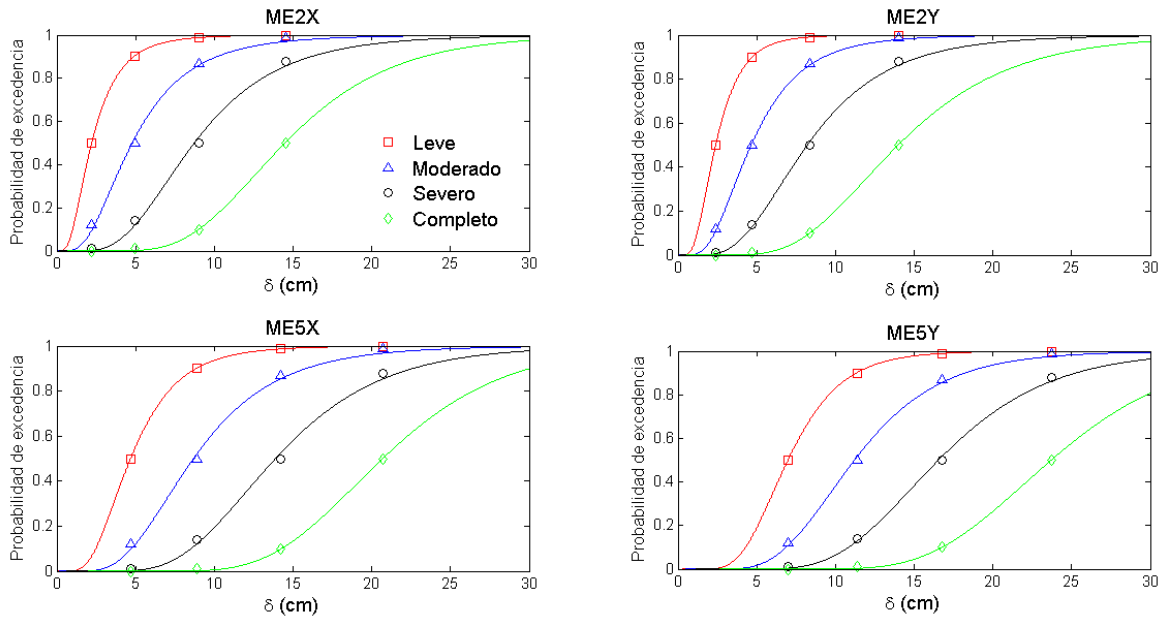 ME2X
Probabilidad de excedencia
1
0.8
0.6
0.4
0.2
0
0 5 10 15 20 25 30
δ (cm)
Leve
Moderado
Severo
Completo
ME2Y
Probabilidad de excedencia
1
0.8
0.6
0.4
0.2
0
0 5 10 15 20 25 30
δ (cm)
ME5X
Probabilidad de excedencia
1
0.8
0.6
0.4
0.2
0
0 5 10 15 20 25 30
δ (cm)
ME5Y
Probabilidad de excedencia
1
0.8
0.6
0.4
0.2
0
0 5 10 15 20 25 30
δ (cm)